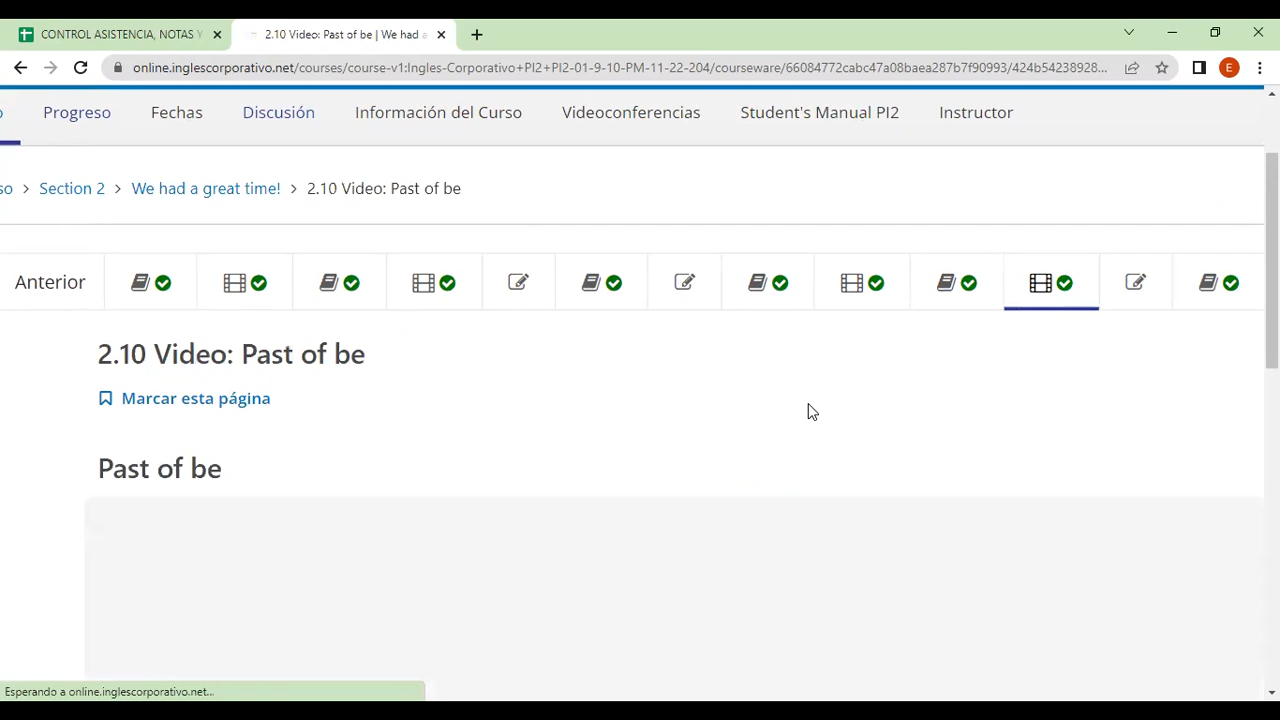 CONTROL ASISTENCIA, NOTAS Y
2.10 Video: Past of be | We had a
online.inglescorporativo.net/courses/course-v1:Ingles-Corporativo+PI2+PI2-01-9-10-PM-11-22-204/courseware/66084772cabc47a08baea287b7f90993/424b54238928...
E
o
Progreso
Fechas
Discusión
Información del Curso
Videoconferencias
Student's Manual PI2
Instructor
so > Section 2 > We had a great time! > 2.10 Video: Past of be
Anterior
2.10 Video: Past of be
Marcar esta página
Past of be
Esperando a online.inglescorporativo.net...